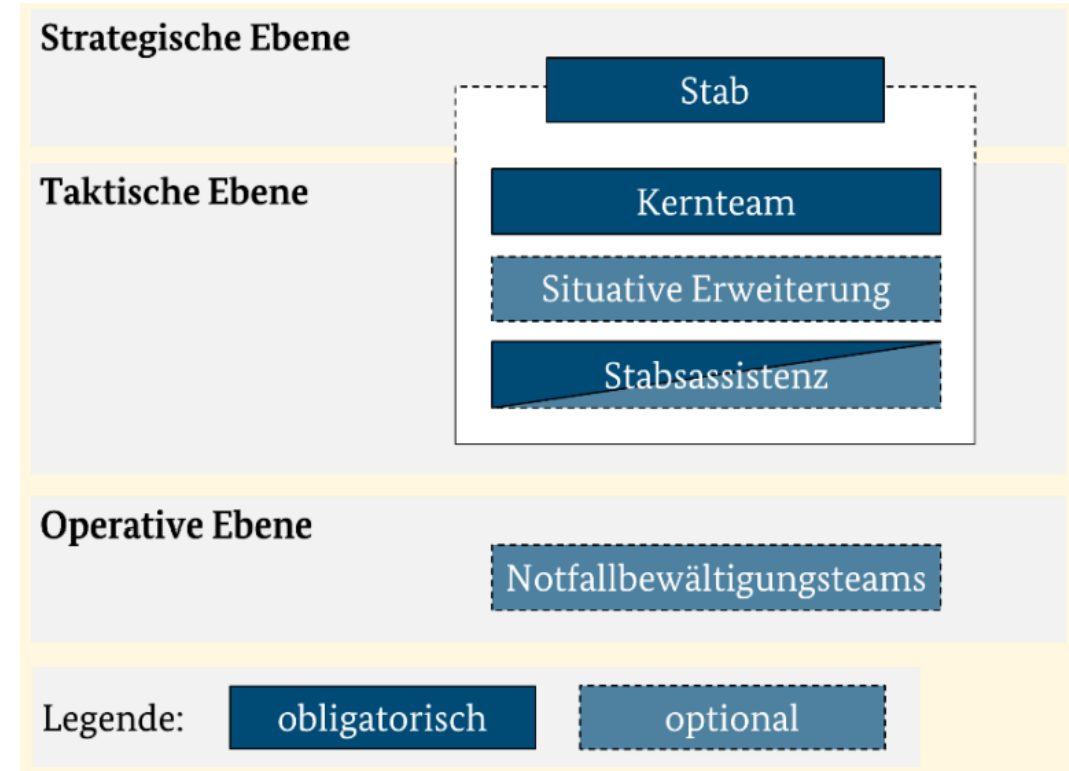 Strategische Ebene
Stab
Taktische Ebene
Kernteam
Situative Erweiterung
Stabsassistenz
Operative Ebene
Notfallbewältigungsteams
Legende:
obligatorisch
optional